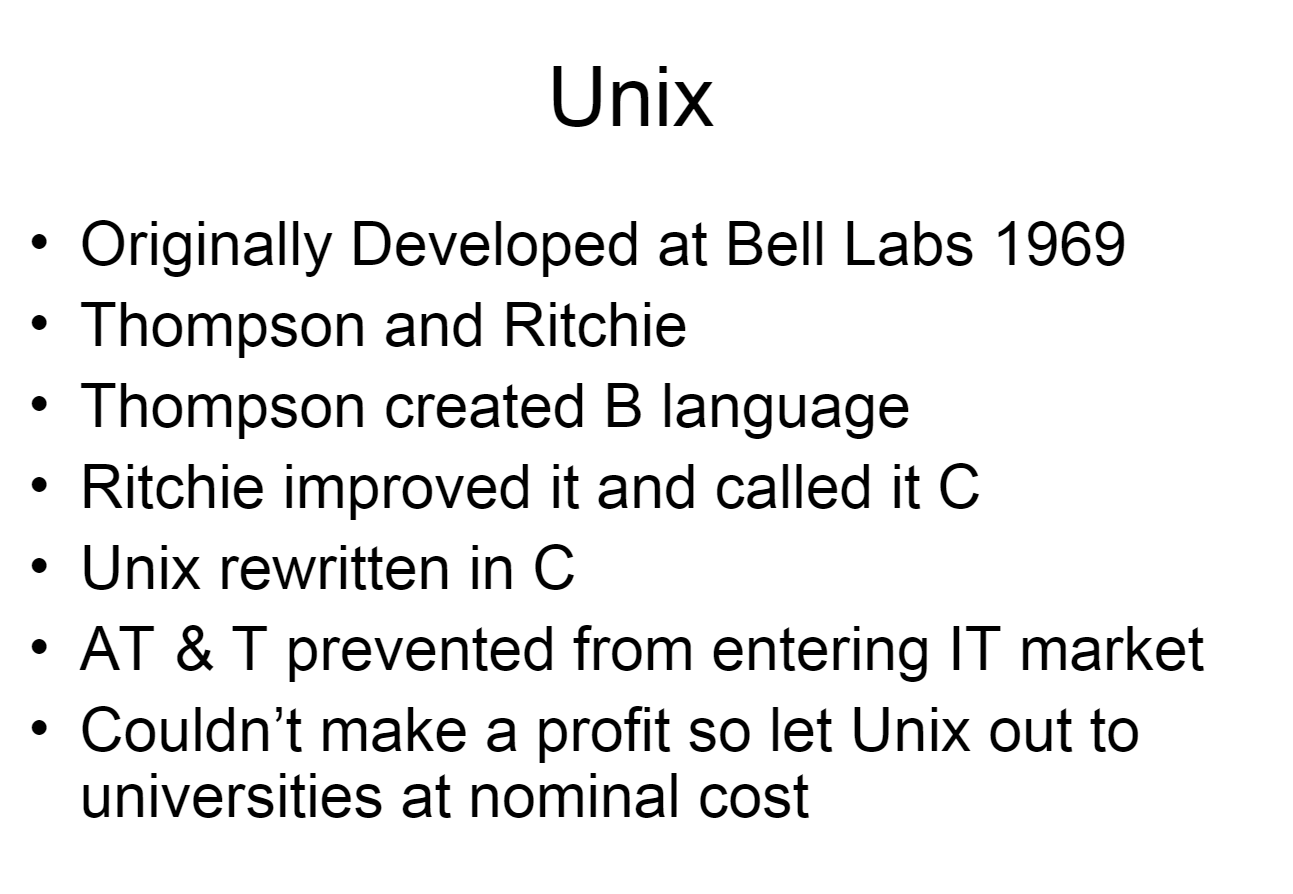 Unix
• Originally Developed at Bell Labs 1969
• Thompson and Ritchie
• Thompson created B language
• Ritchie improved it and called it C
• Unix rewritten in C
• AT & T prevented from entering IT market
• Couldn’t make a profit so let Unix out to
universities at nominal cost